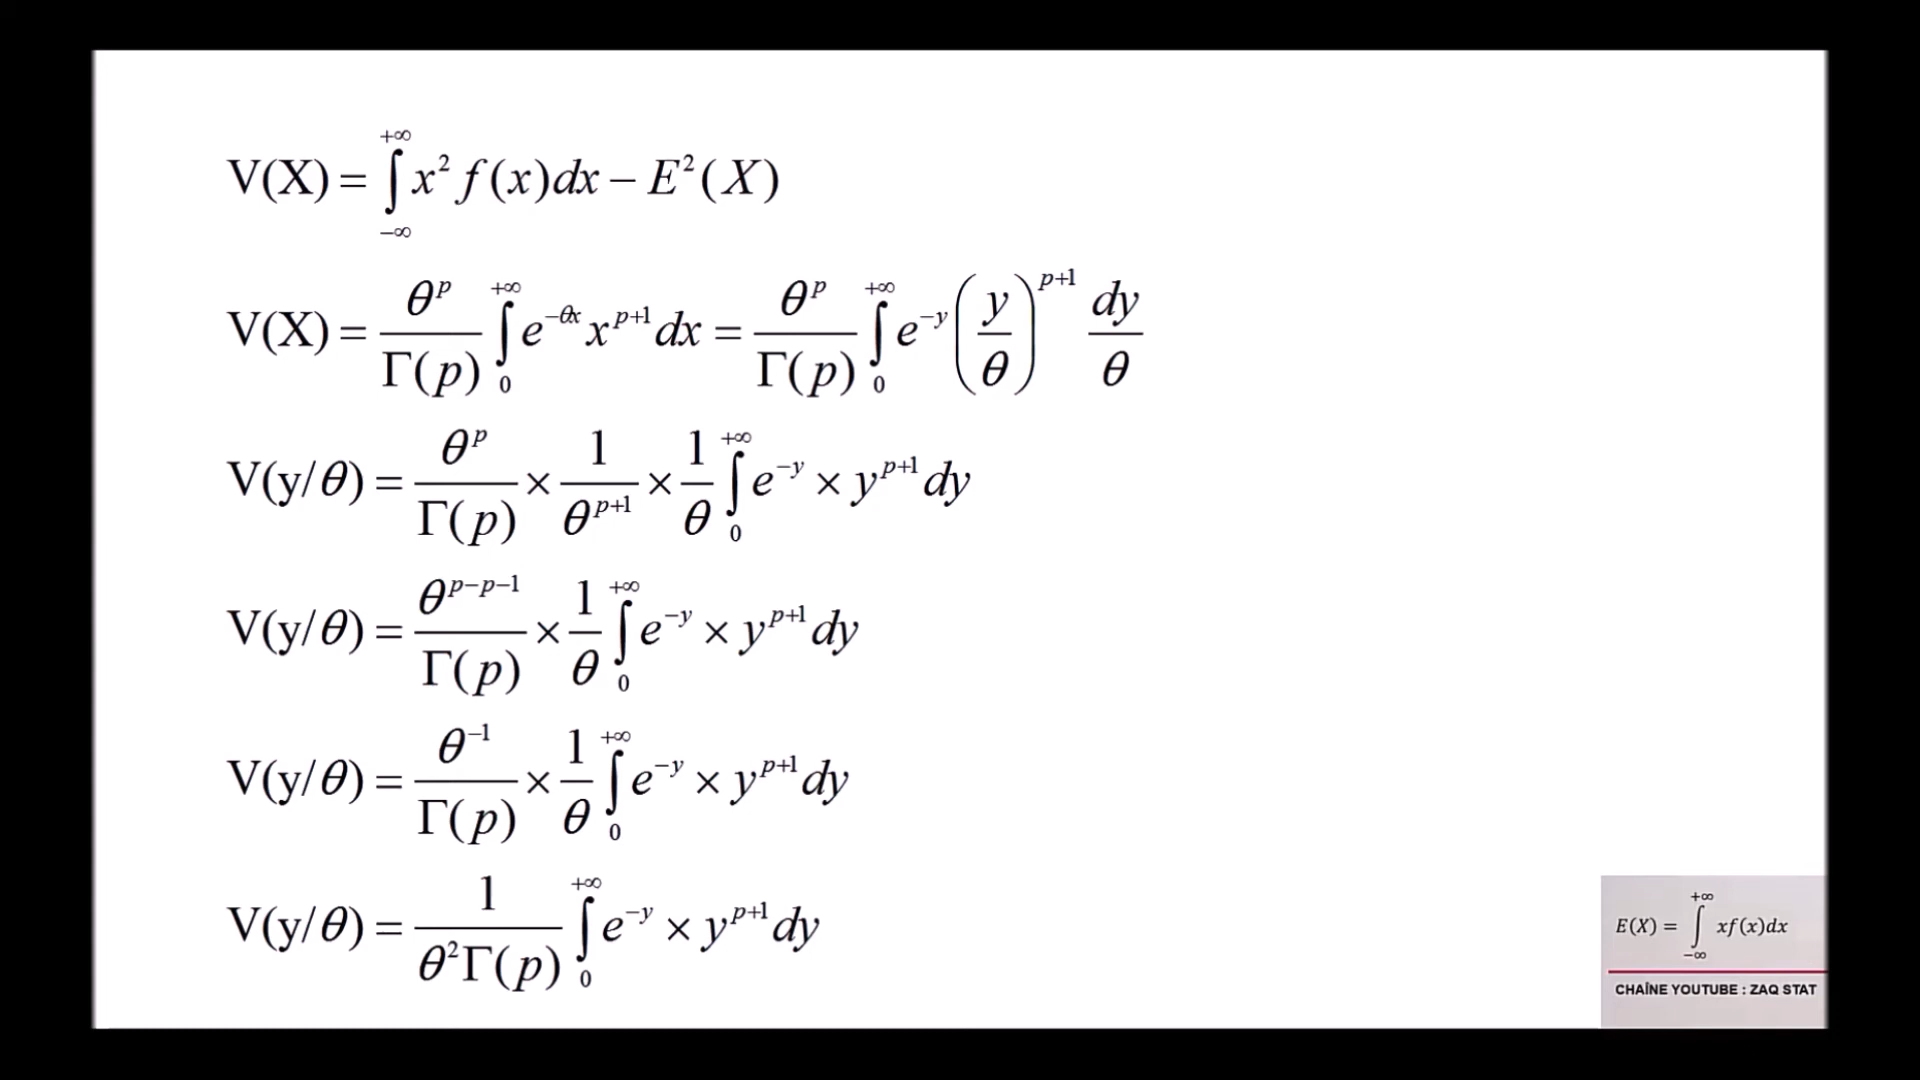 V(X) = ∫_{−∞}^{+∞} x² f(x)dx − E²(X)
V(X) = θ^p / Γ(p) ∫_0^{+∞} e^{−θx} x^{p+1} dx = θ^p / Γ(p) ∫_0^{+∞} e^{−y} (y/θ)^{p+1} dy/θ
V(y/θ) = θ^p / Γ(p) × 1/θ^{p+1} × 1/θ ∫_0^{+∞} e^{−y} × y^{p+1} dy
V(y/θ) = θ^{p−p−1} / Γ(p) × 1/θ ∫_0^{+∞} e^{−y} × y^{p+1} dy
V(y/θ) = θ^{−1} / Γ(p) × 1/θ ∫_0^{+∞} e^{−y} × y^{p+1} dy
V(y/θ) = 1 / θ²Γ(p) ∫_0^{+∞} e^{−y} × y^{p+1} dy
E(X) = ∫_{−∞}^{+∞} xf(x)dx
CHAÎNE YOUTUBE : ZAQ STAT